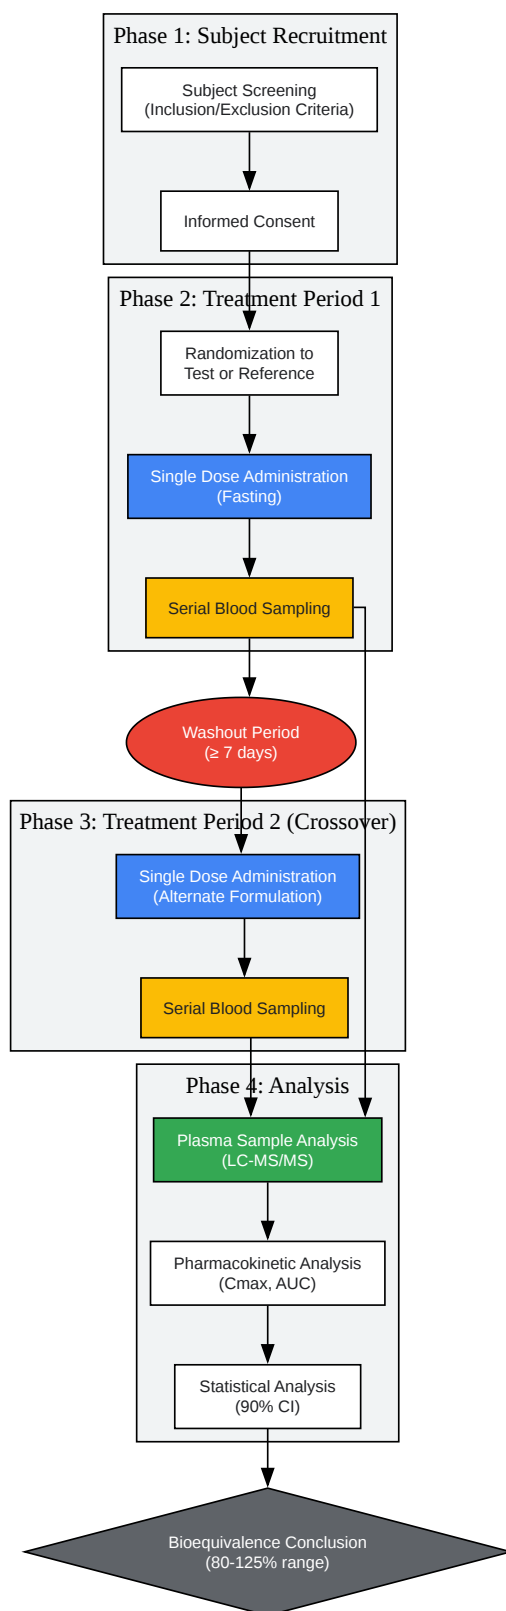 Phase 1: Subject Recruitment
Subject Screening
(Inclusion/Exclusion Criteria)
Informed Consent
Phase 2: Treatment Period 1
Randomization to
Test or Reference
Single Dose Administration
(Fasting)
Serial Blood Sampling
Washout Period
(≥ 7 days)
Phase 3: Treatment Period 2 (Crossover)
Single Dose Administration
(Alternate Formulation)
Serial Blood Sampling
Phase 4: Analysis
Plasma Sample Analysis
(LC-MS/MS)
Pharmacokinetic Analysis
(Cmax, AUC)
Statistical Analysis
(90% CI)
Bioequivalence Conclusion
(80-125% range)